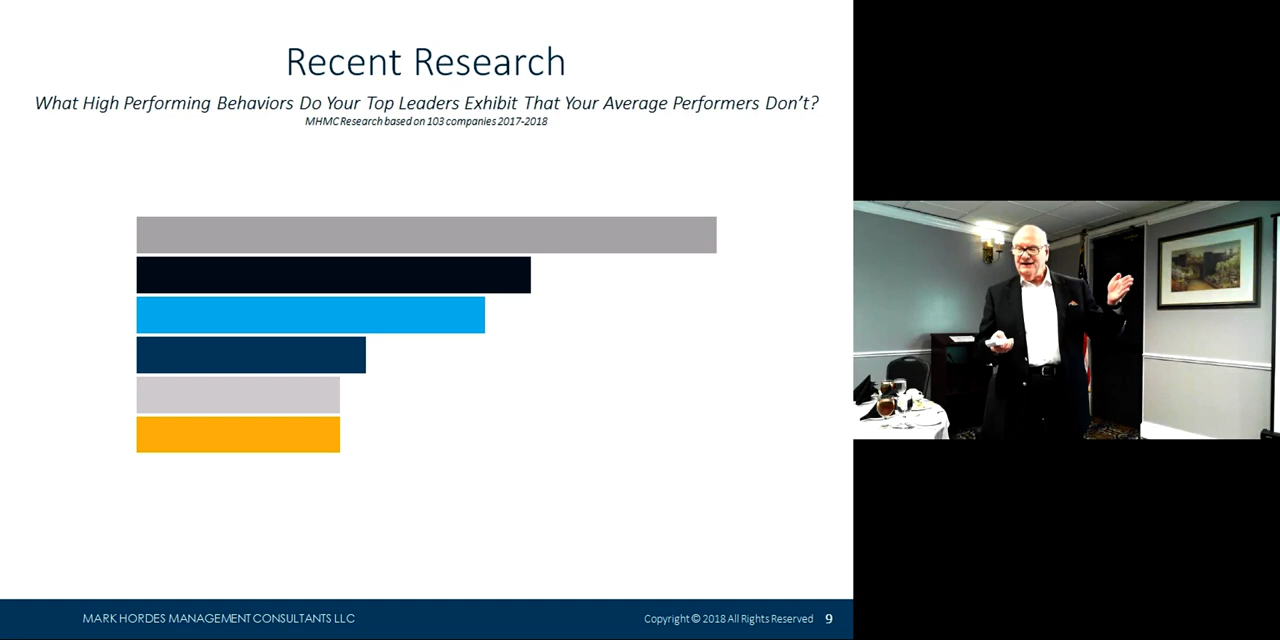 Recent Research
What High Performing Behaviors Do Your Top Leaders Exhibit That Your Average Performers Don't?
MHMC Research based on 103 companies 2017-2018
MARK HORDES MANAGEMENT CONSULTANTS LLC
Copyright © 2018 All Rights Reserved 9